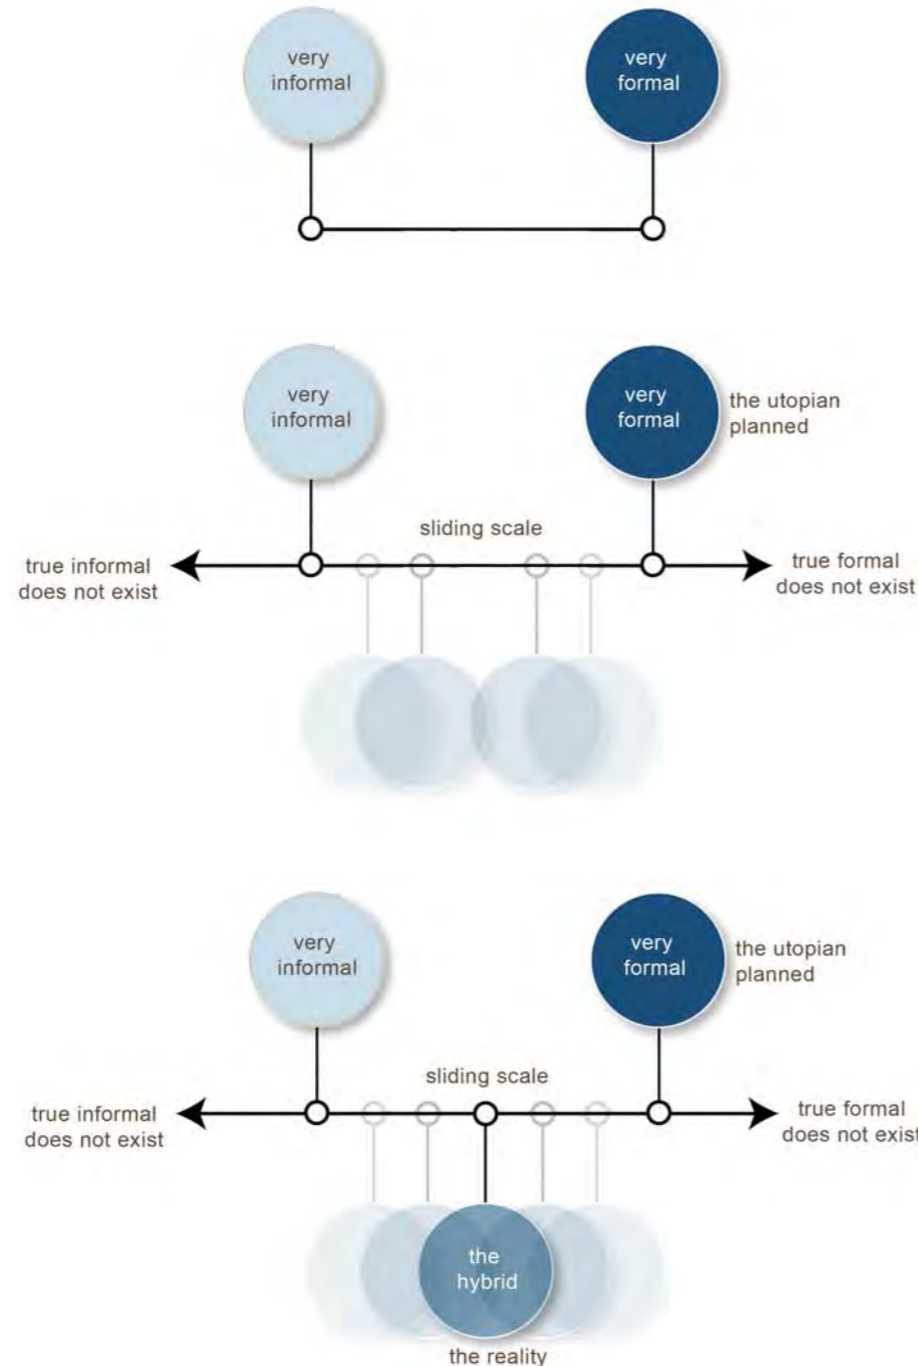 very
informal
very
formal
very
informal
very
formal
the utopian
planned
sliding scale
true informal
does not exist
true formal
does not exist
very
informal
very
formal
the utopian
planned
sliding scale
true informal
does not exist
true formal
does not exist
the
hybrid
the reality